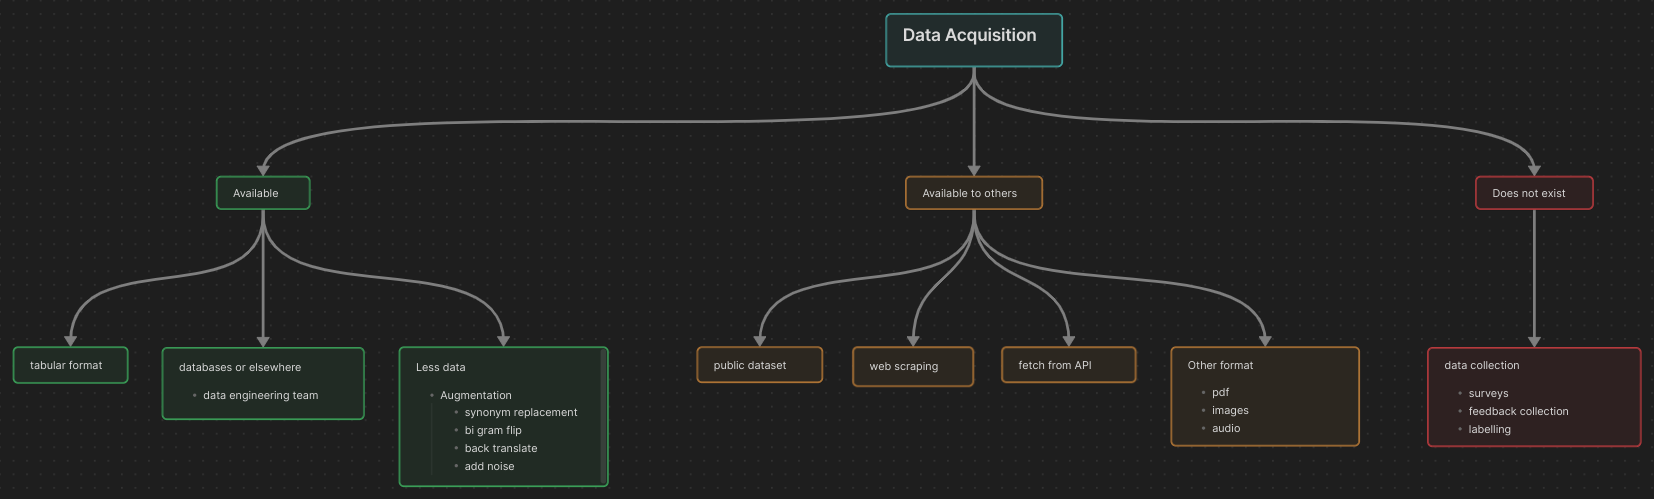 Data Acquisition
Available
Available to others
Does not exist
tabular format
databases or elsewhere
data engineering team
Less data
Augmentation
synonym replacement
bi gram flip
back translate
add noise
public dataset
web scraping
fetch from API
Other format
pdf
images
audio
data collection
surveys
feedback collection
labelling